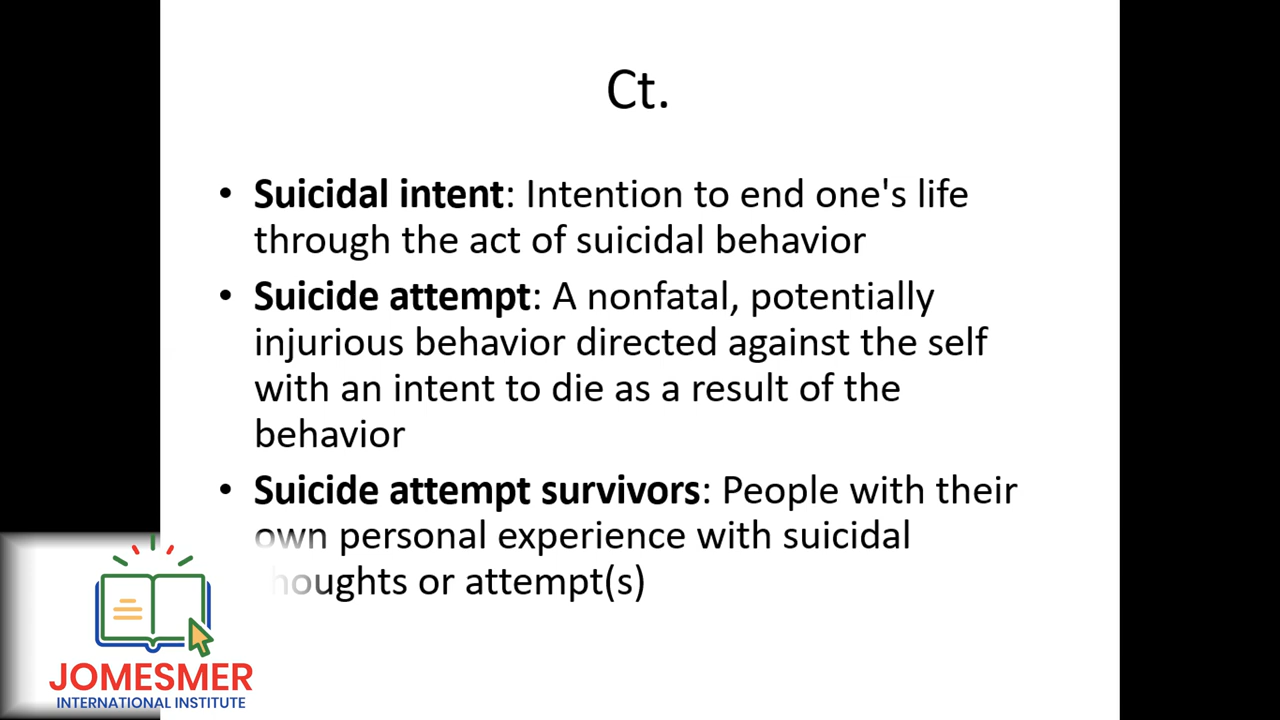 Ct.
• Suicidal intent: Intention to end one's life
through the act of suicidal behavior
• Suicide attempt: A nonfatal, potentially
injurious behavior directed against the self
with an intent to die as a result of the
behavior
• Suicide attempt survivors: People with their
own personal experience with suicidal
thoughts or attempt(s)
JOMESMER
INTERNATIONAL INSTITUTE